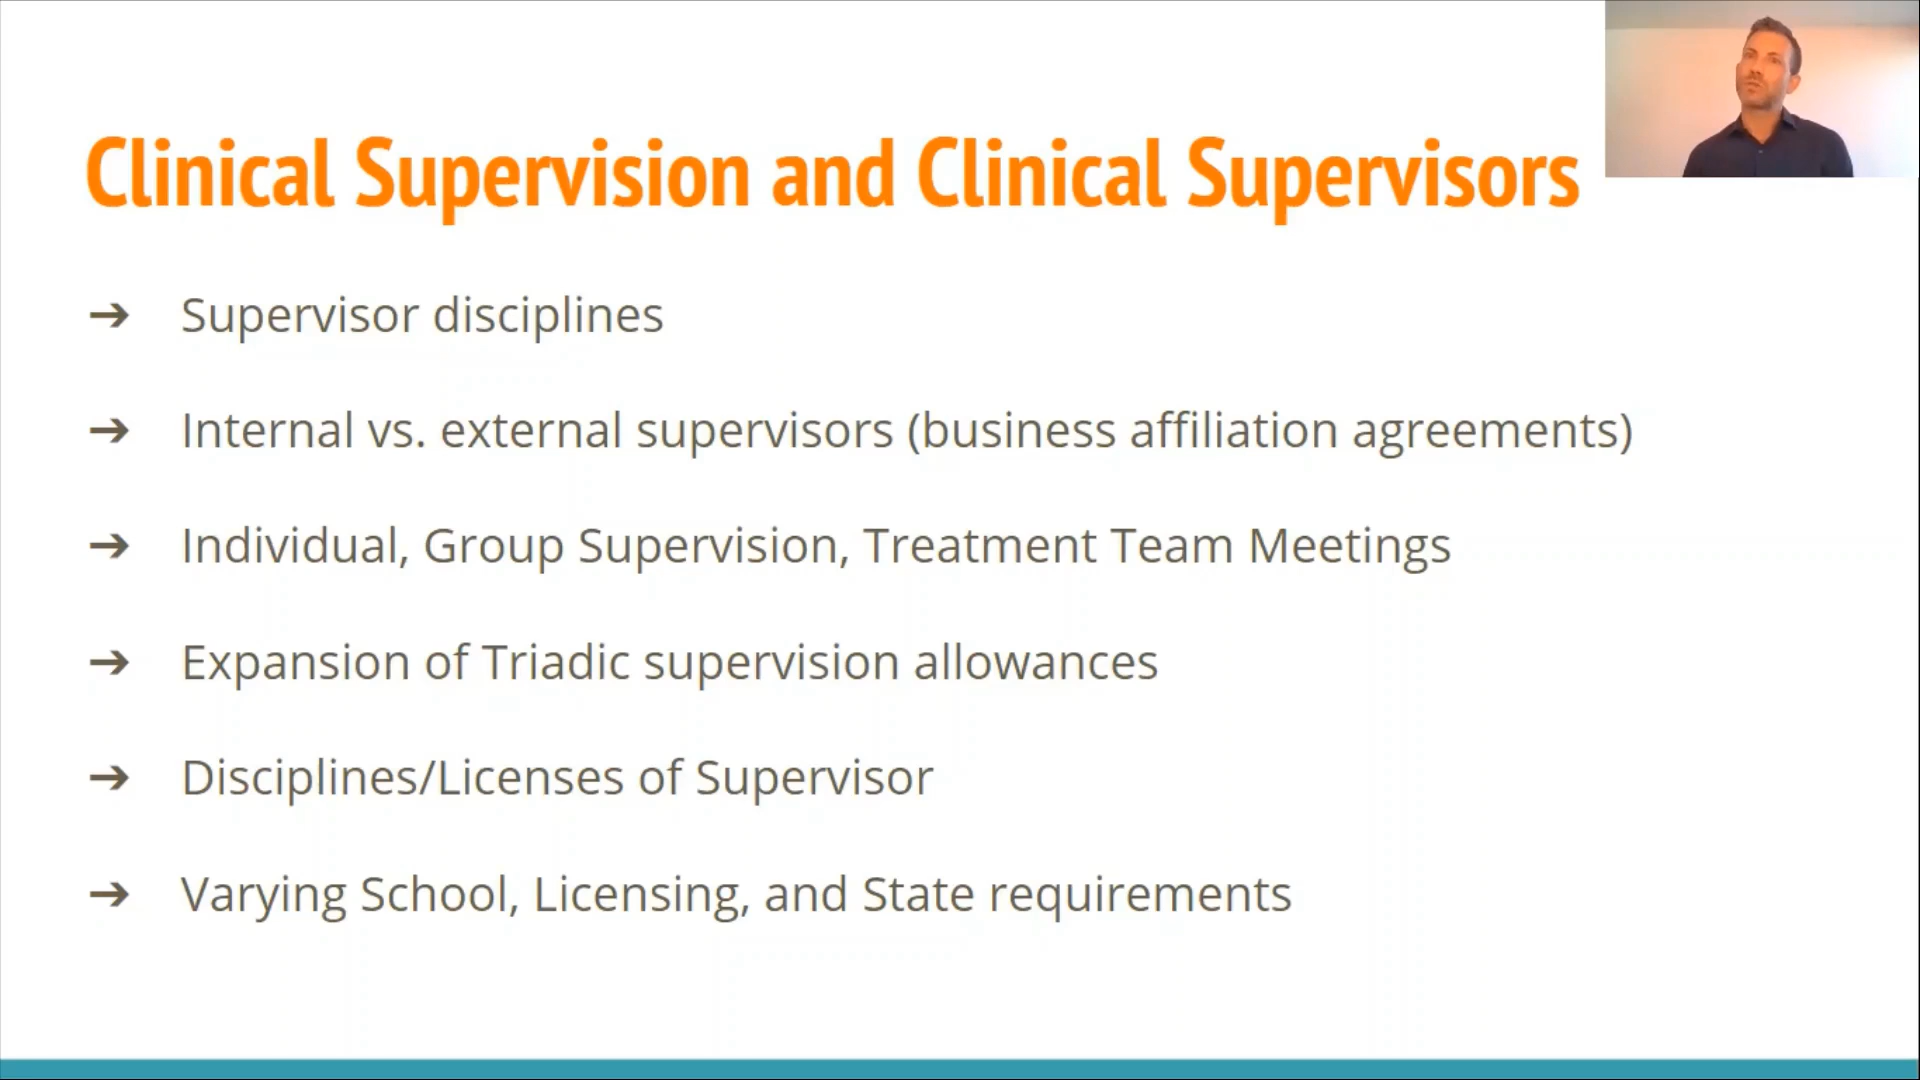 Clinical Supervision and Clinical Supervisors
➔ Supervisor disciplines
➔ Internal vs. external supervisors (business affiliation agreements)
➔ Individual, Group Supervision, Treatment Team Meetings
➔ Expansion of Triadic supervision allowances
➔ Disciplines/Licenses of Supervisor
➔ Varying School, Licensing, and State requirements